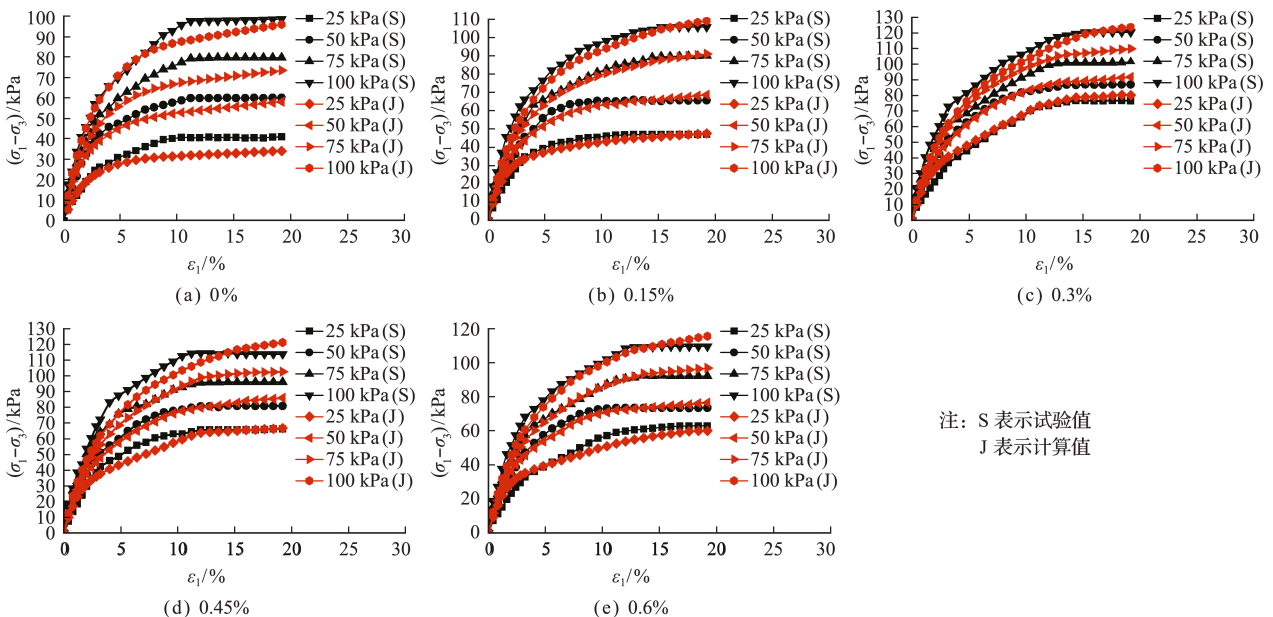 100
90
80
70
60
50
40
30
20
10
0
(σ1−σ3))/kPa
0 5 10 15 20 25 30
ε1/%
25 kPa (S)
50 kPa (S)
75 kPa (S)
100 kPa (S)
25 kPa (J)
50 kPa (J)
75 kPa (J)
100 kPa (J)
(a) 0%
110
90
80
70
60
50
40
30
20
10
0
(σ1−σ3))/kPa
0 5 10 15 20 25 30
ε1/%
25 kPa (S)
50 kPa (S)
75 kPa (S)
100 kPa (S)
25 kPa (J)
50 kPa (J)
75 kPa (J)
100 kPa (J)
(b) 0.15%
130
120
110
100
90
80
70
60
50
40
30
20
10
0
(σ1−σ3))/kPa
0 5 10 15 20 25 30
ε1/%
25 kPa (S)
50 kPa (S)
75 kPa (S)
100 kPa (S)
25 kPa (J)
50 kPa (J)
75 kPa (J)
100 kPa (J)
(c) 0.3%
130
120
110
100
90
80
70
60
50
40
30
20
10
0
(σ1−σ3))/kPa
0 5 10 15 20 25 30
ε1/%
25 kPa (S)
50 kPa (S)
75 kPa (S)
100 kPa (S)
25 kPa (J)
50 kPa (J)
75 kPa (J)
100 kPa (J)
(d) 0.45%
120
100
80
60
40
20
0
(σ1−σ3))/kPa
0 5 10 15 20 25 30
ε1/%
25 kPa (S)
50 kPa (S)
75 kPa (S)
100 kPa (S)
25 kPa (J)
50 kPa (J)
75 kPa (J)
100 kPa (J)
(e) 0.6%
注：S 表示试验值
J 表示计算值